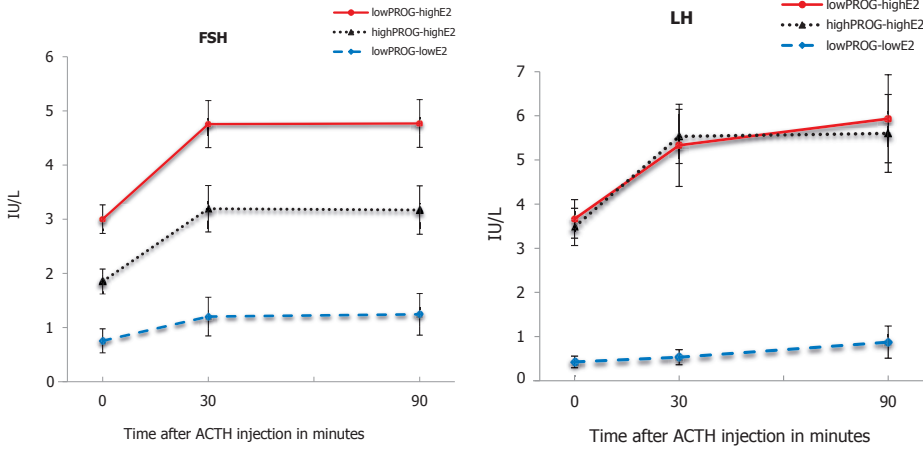 FSH
lowPROG-highE2
highPROG-highE2
lowPROG-lowE2
IU/L
6
5
4
3
2
1
0
0 30 90
Time after ACTH injection in minutes
LH
lowPROG-highE2
highPROG-highE2
lowPROG-lowE2
IU/L
7
6
5
4
3
2
1
0
0 30 90
Time after ACTH injection in minutes